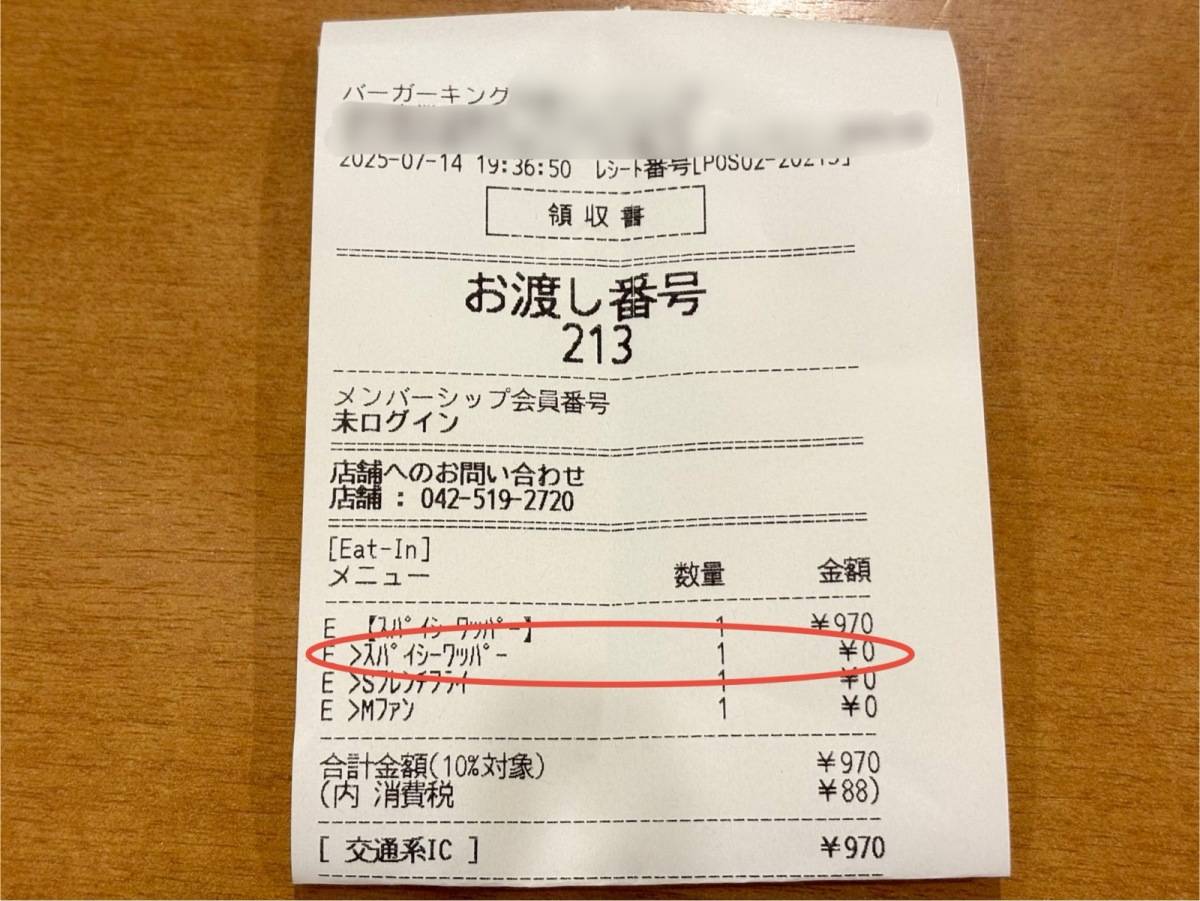 バーガーキング
2025-07-14 19:36:50 レシート番号[POS02-20213]
領収書
お渡し番号
213
メンバーシップ会員番号
未ログイン
店舗へのお問い合わせ
店舗 : 042-519-2720
[Eat-In]
メニュー 数量 金額
E 【ｽﾊﾟｲｼｰﾜｯﾊﾟｰ】 1 ¥970
E >ｽﾊﾟｲｼｰﾜｯﾊﾟｰ 1 ¥0
E >Sﾌﾚﾝﾁﾌﾗｲ 1 ¥0
E >Mﾌｧﾝ 1 ¥0
合計金額(10%対象) ¥970
(内 消費税 ¥88)
[ 交通系IC ] ¥970